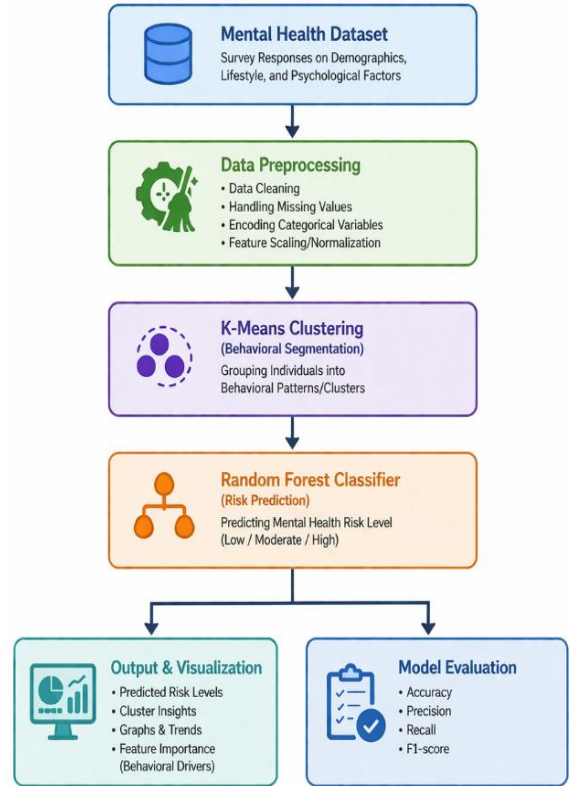 Mental Health Dataset
Survey Responses on Demographics,
Lifestyle, and Psychological Factors
Data Preprocessing
• Data Cleaning
• Handling Missing Values
• Encoding Categorical Variables
• Feature Scaling/Normalization
K-Means Clustering
(Behavioral Segmentation)
Grouping Individuals into
Behavioral Patterns/Clusters
Random Forest Classifier
(Risk Prediction)
Predicting Mental Health Risk Level
(Low / Moderate / High)
Output & Visualization
• Predicted Risk Levels
• Cluster Insights
• Graphs & Trends
• Feature Importance
(Behavioral Drivers)
Model Evaluation
• Accuracy
• Precision
• Recall
• F1-score